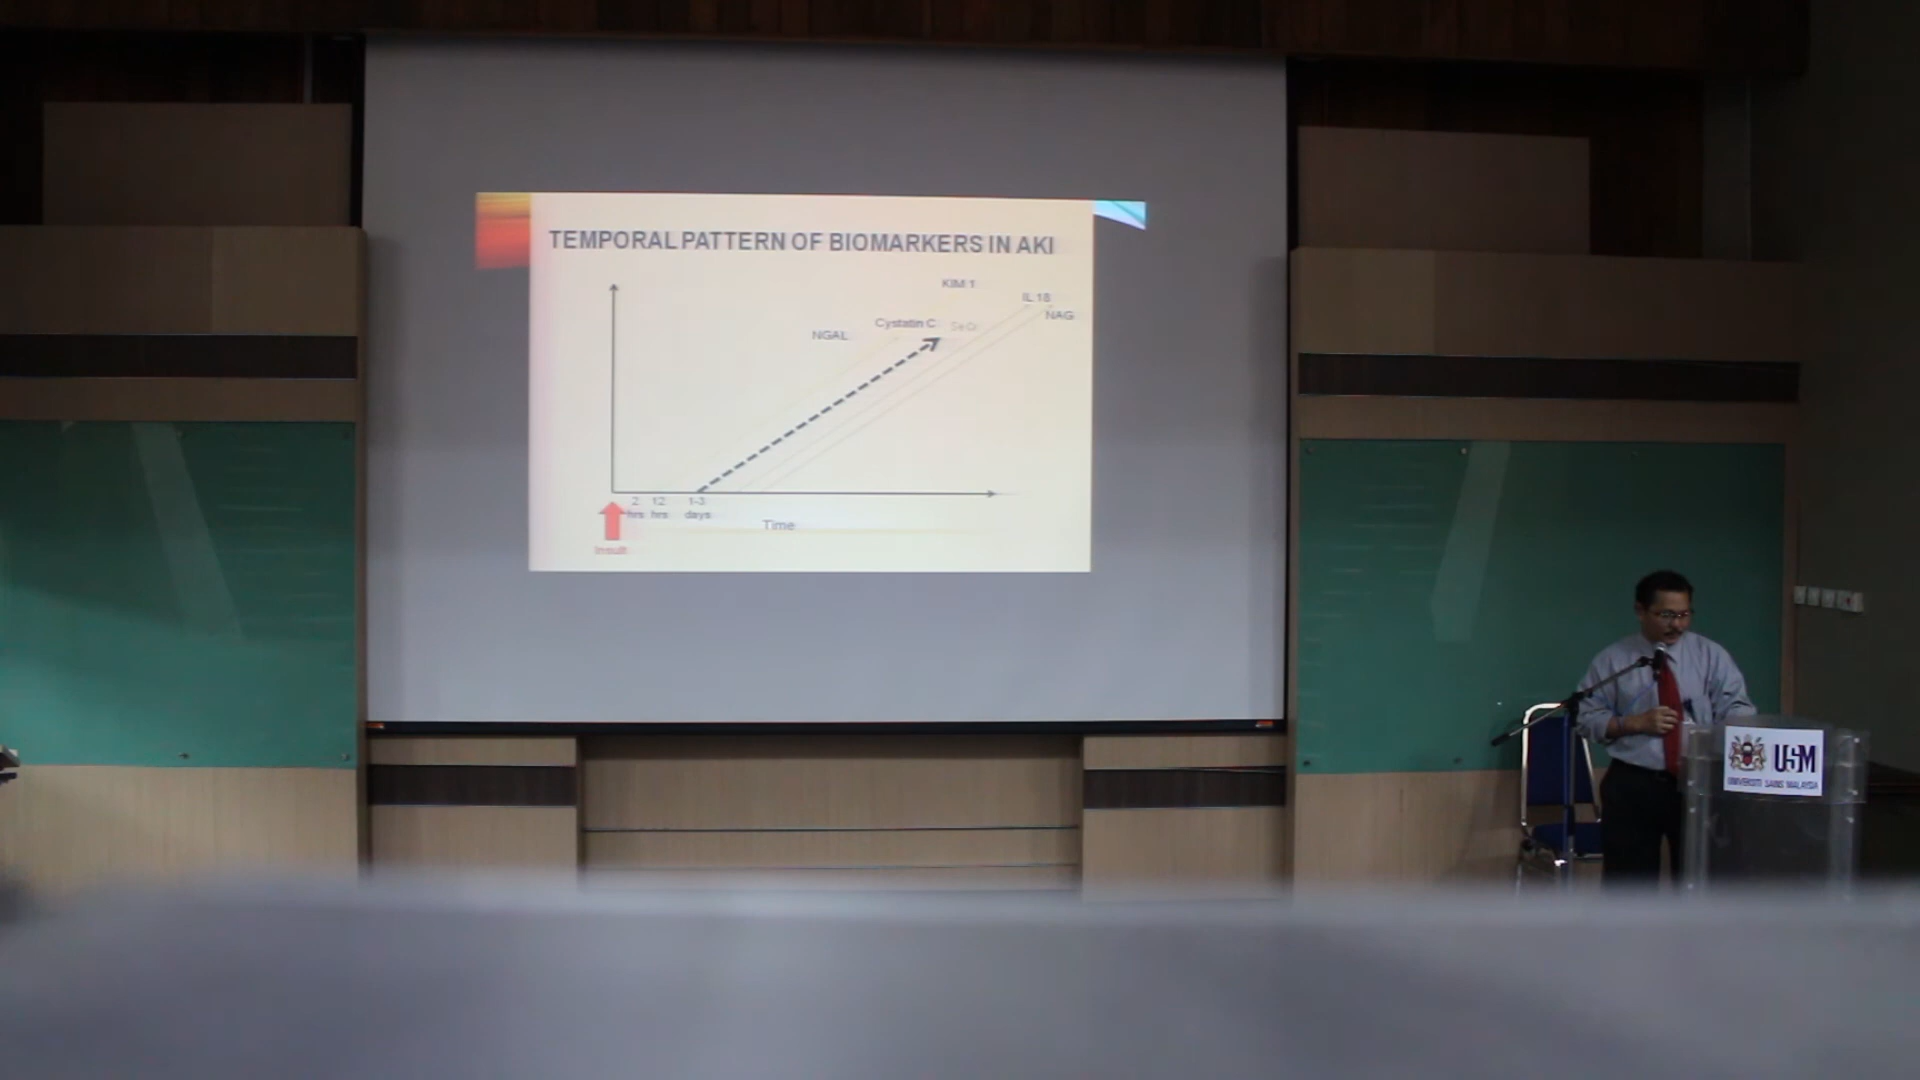 TEMPORAL PATTERN OF BIOMARKERS IN AKI
KIM 1
IL 18
NAG
Cystatin C
NGAL
2 hrs
12 hrs
1-3 days
Time
Insult
USM
UNIVERSITI SAINS MALAYSIA